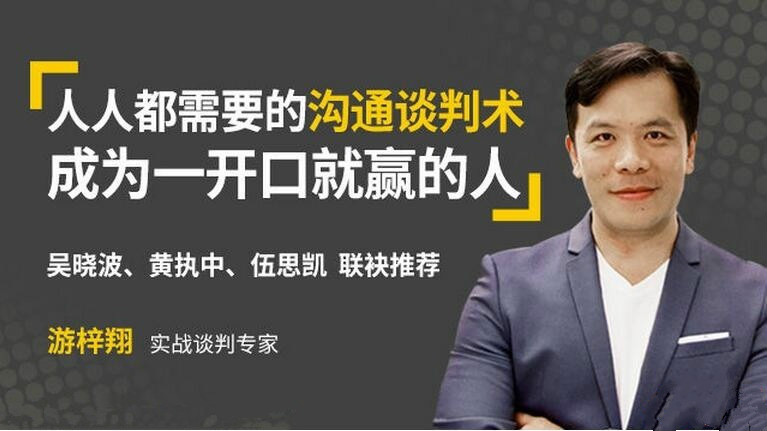 人人都需要的沟通谈判术
成为一开口就赢的人
吴晓波、黄执中、伍思凯 联袂推荐
游梓翔 实战谈判专家